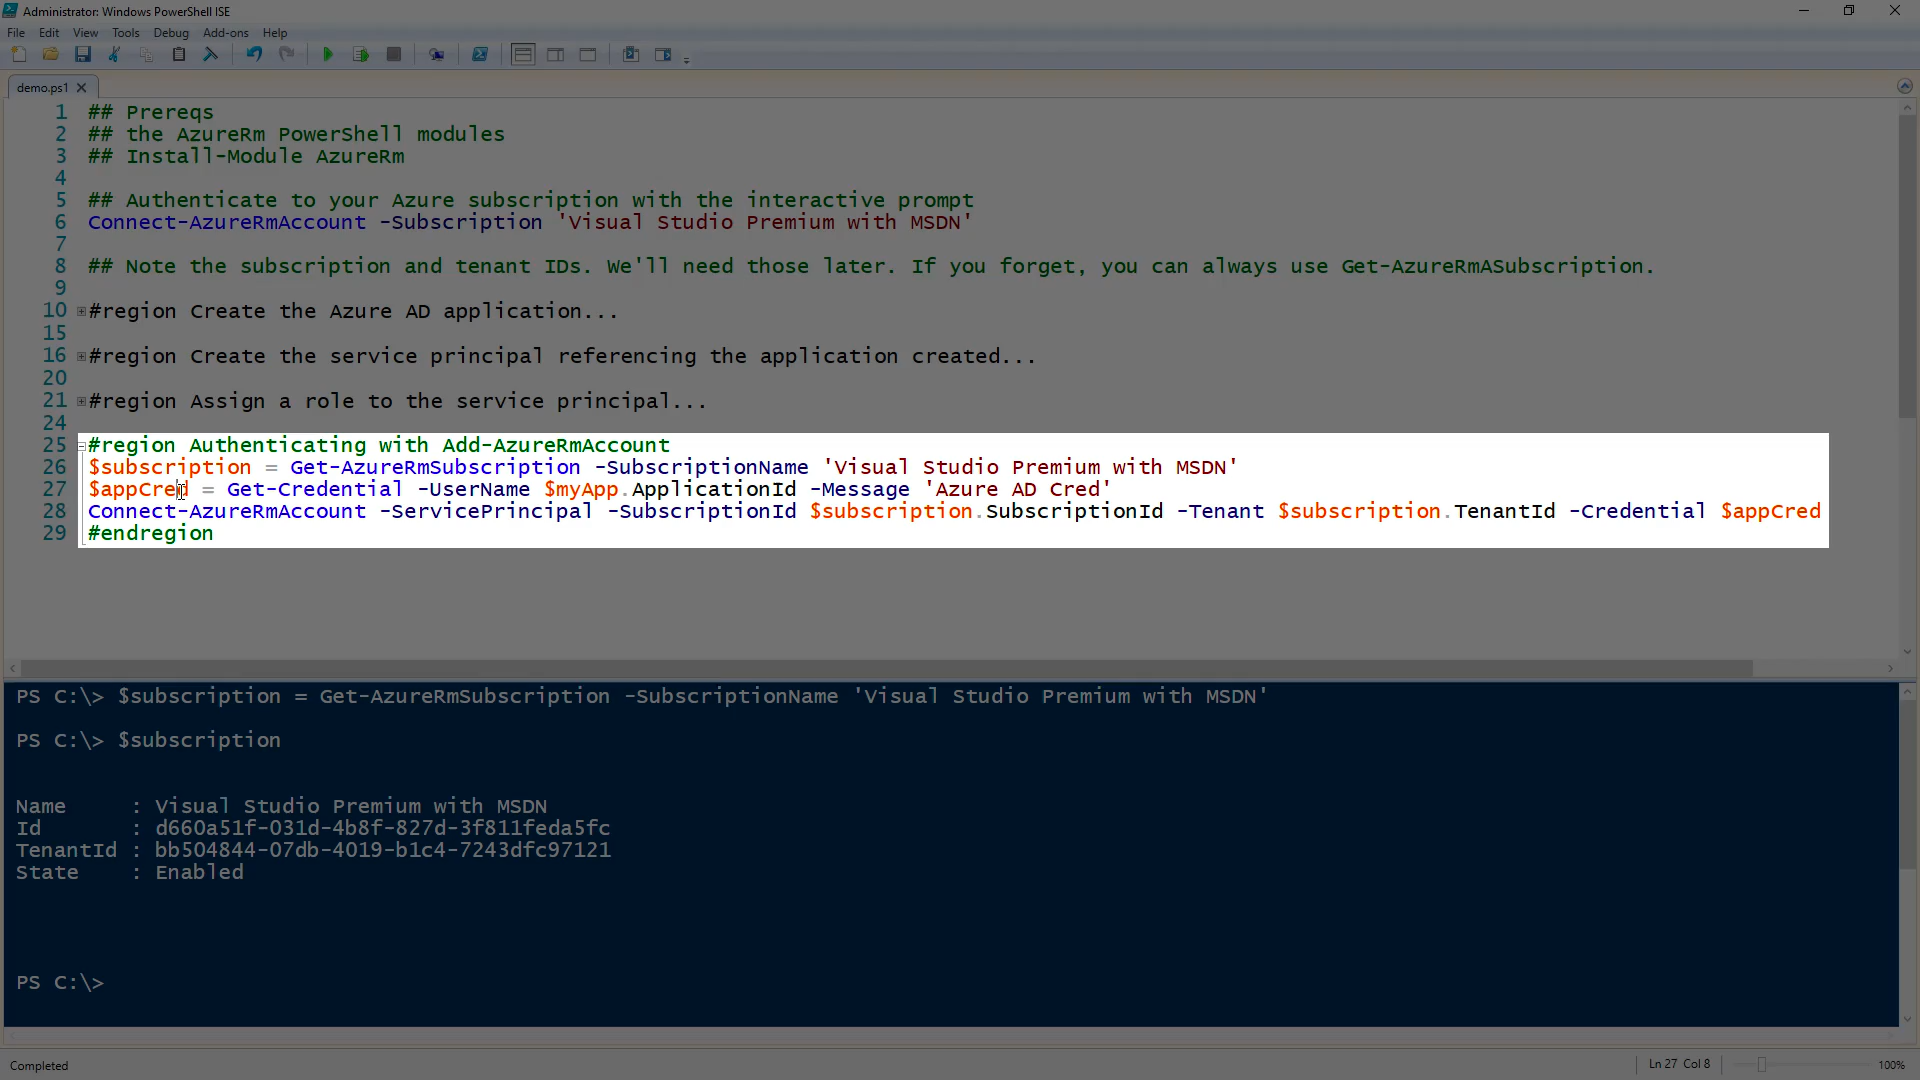 Administrator: Windows PowerShell ISE
File Edit View Tools Debug Add-ons Help
demo.ps1
1 ## Prereqs
2 ## the AzureRm PowerShell modules
3 ## Install-Module AzureRm
4
5 ## Authenticate to your Azure subscription with the interactive prompt
6 Connect-AzureRmAccount -Subscription 'Visual Studio Premium with MSDN'
7
8 ## Note the subscription and tenant IDs. We'll need those later. If you forget, you can always use Get-AzureRmASubscription.
9
10 #region Create the Azure AD application...
15
16 #region Create the service principal referencing the application created...
20
21 #region Assign a role to the service principal...
24
25 #region Authenticating with Add-AzureRmAccount
26 $subscription = Get-AzureRmSubscription -SubscriptionName 'Visual Studio Premium with MSDN'
27 $appCred = Get-Credential -UserName $myApp.ApplicationId -Message 'Azure AD Cred'
28 Connect-AzureRmAccount -ServicePrincipal -SubscriptionId $subscription.SubscriptionId -Tenant $subscription.TenantId -Credential $appCred
29 #endregion
PS C:\> $subscription = Get-AzureRmSubscription -SubscriptionName 'Visual Studio Premium with MSDN'
PS C:\> $subscription
Name : Visual Studio Premium with MSDN
Id : d660a51f-031d-4b8f-827d-3f811feda5fc
TenantId : bb504844-07db-4019-b1c4-7243dfc97121
State : Enabled
PS C:\>
Completed Ln 27 Col 8 100%